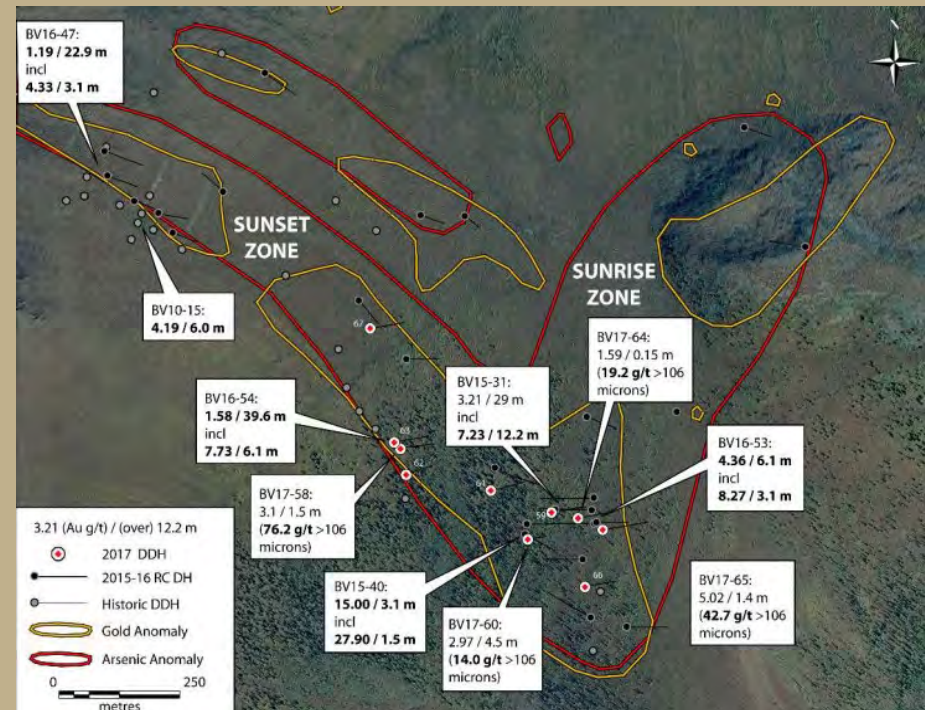 BV16-47:
1.19 / 22.9 m
incl
4.33 / 3.1 m
N
SUNSET
ZONE
SUNRISE
ZONE
BV10-15:
4.19 / 6.0 m
67
BV17-64:
1.59 / 0.15 m
(19.2 g/t >106
microns)
BV15-31:
3.21 / 29 m
incl
7.23 / 12.2 m
BV16-54:
1.58 / 39.6 m
incl
7.73 / 6.1 m
63
62
BV16-53:
4.36 / 6.1 m
incl
8.27 / 3.1 m
BV17-58:
3.1 / 1.5 m
(76.2 g/t >106
microns)
59
66
BV15-40:
15.00 / 3.1 m
incl
27.90 / 1.5 m
BV17-60:
2.97 / 4.5 m
(14.0 g/t >106
microns)
BV17-65:
5.02 / 1.4 m
(42.7 g/t >106
microns)
3.21 (Au g/t) / (over) 12.2 m
2017 DDH
2015-16 RC DH
Historic DDH
Gold Anomaly
Arsenic Anomaly
0 250
metres